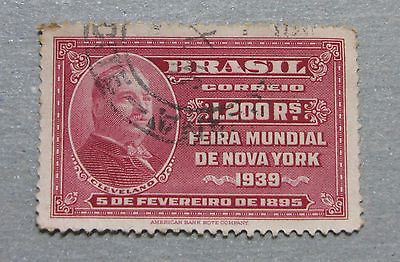 BRASIL
CORREIO
1.200 RS.
FEIRA MUNDIAL
DE NOVA YORK
1939
CLEVELAND
5 DE FEVEREIRO DE 1895
AMERICAN BANK NOTE COMPANY.